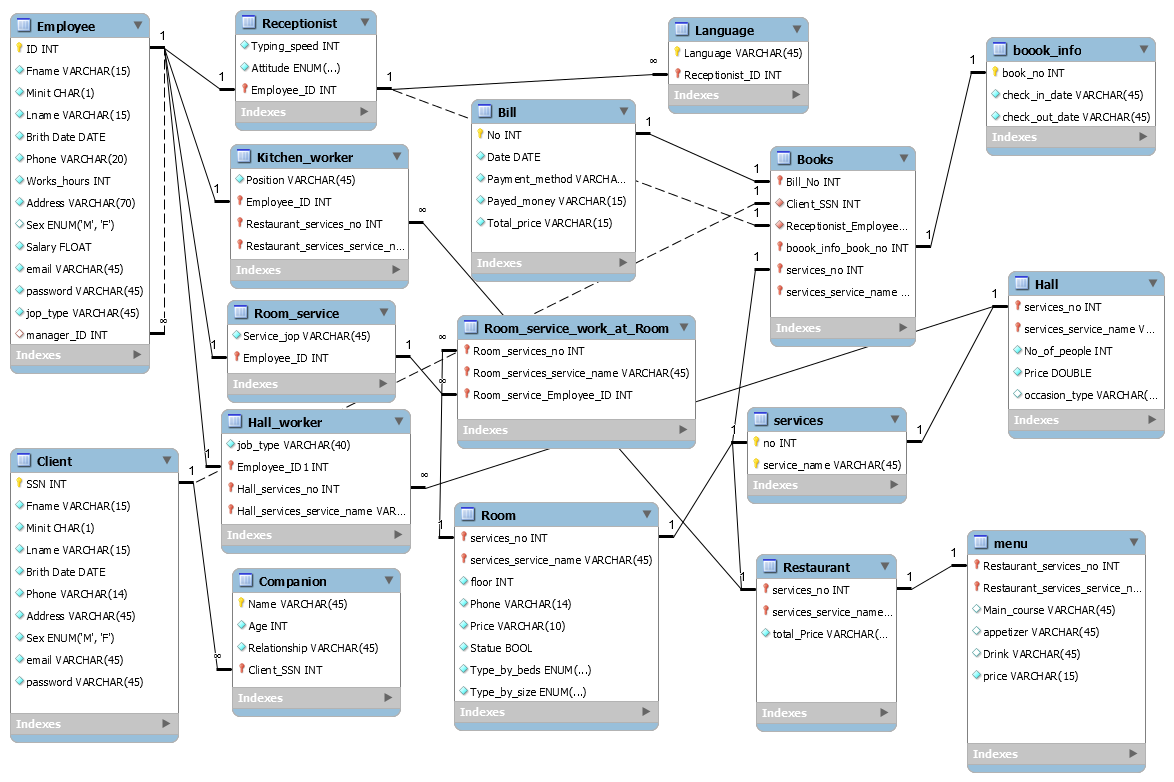 Employee
ID INT
Fname VARCHAR(15)
Minit CHAR(1)
Lname VARCHAR(15)
Brith Date DATE
Phone VARCHAR(20)
Works_hours INT
Address VARCHAR(70)
Sex ENUM('M', 'F')
Salary FLOAT
email VARCHAR(45)
password VARCHAR(45)
jop_type VARCHAR(45)
manager_ID INT
Indexes
1
∞
Receptionist
Typing_speed INT
Attitude ENUM(...)
Employee_ID INT
Indexes
1
1
Language
Language VARCHAR(45)
Receptionist_ID INT
Indexes
∞
boook_info
book_no INT
check_in_date VARCHAR(45)
check_out_date VARCHAR(45)
Indexes
1
Bill
No INT
Date DATE
Payment_method VARCHA...
Payed_money VARCHAR(15)
Total_price VARCHAR(15)
Indexes
1
Kitchen_worker
Position VARCHAR(45)
Employee_ID INT
Restaurant_services_no INT
Restaurant_services_service_n...
Indexes
1
∞
Books
Bill_No INT
Client_SSN INT
Receptionist_Employee...
boook_info_book_no INT
services_no INT
services_service_name ...
Indexes
1
1
1
1
1
Hall
services_no INT
services_service_name V...
No_of_people INT
Price DOUBLE
occasion_type VARCHAR(...
Indexes
1
Room_service
Service_jop VARCHAR(45)
Employee_ID INT
Indexes
1
1
Room_service_work_at_Room
Room_services_no INT
Room_services_service_name VARCHAR(45)
Room_service_Employee_ID INT
Indexes
∞
∞
Hall_worker
job_type VARCHAR(40)
Employee_ID1 INT
Hall_services_no INT
Hall_services_service_name VAR...
Indexes
1
∞
services
no INT
service_name VARCHAR(45)
Indexes
1
1
Client
SSN INT
Fname VARCHAR(15)
Minit CHAR(1)
Lname VARCHAR(15)
Brith Date DATE
Phone VARCHAR(14)
Address VARCHAR(45)
Sex ENUM('M', 'F')
email VARCHAR(45)
password VARCHAR(45)
Indexes
1
Room
services_no INT
services_service_name VARCHAR(45)
floor INT
Phone VARCHAR(14)
Price VARCHAR(10)
Statue BOOL
Type_by_beds ENUM(...)
Type_by_size ENUM(...)
Indexes
1
1
Companion
Name VARCHAR(45)
Age INT
Relationship VARCHAR(45)
Client_SSN INT
Indexes
∞
Restaurant
services_no INT
services_service_name...
total_Price VARCHAR(...
Indexes
1
1
menu
Restaurant_services_no INT
Restaurant_services_service_n...
Main_course VARCHAR(45)
appetizer VARCHAR(45)
Drink VARCHAR(45)
price VARCHAR(15)
Indexes
1